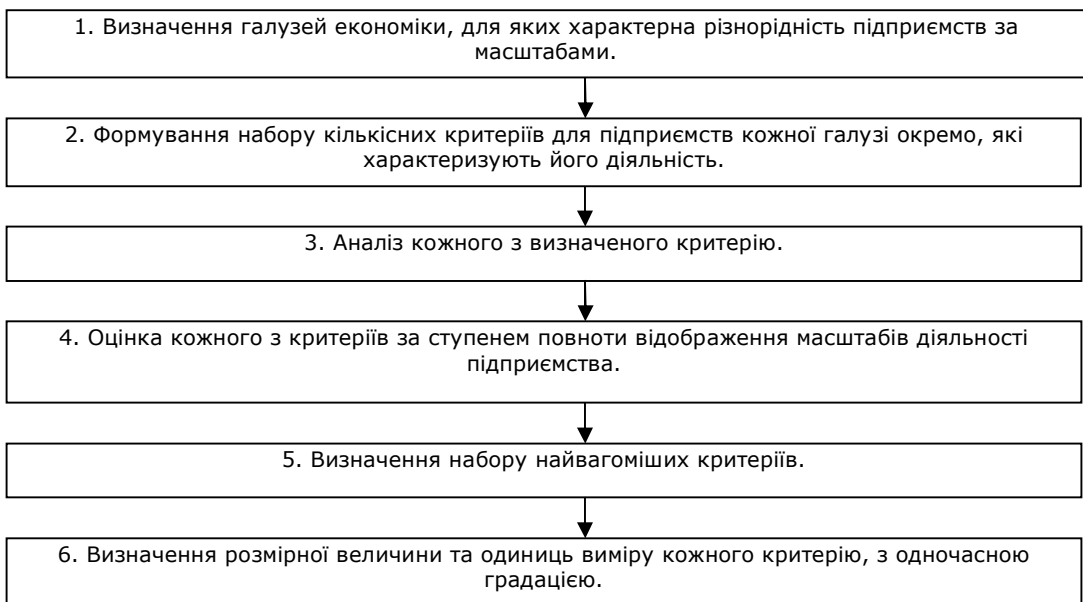 1. Визначення галузей економіки, для яких характерна різнорідність підприємств за
масштабами.
2. Формування набору кількісних критеріїв для підприємств кожної галузі окремо, які
характеризують його діяльність.
3. Аналіз кожного з визначеного критерію.
4. Оцінка кожного з критеріїв за ступенем повноти відображення масштабів діяльності
підприємства.
5. Визначення набору найвагоміших критеріїв.
6. Визначення розмірної величини та одиниць виміру кожного критерію, з одночасною
градацією.